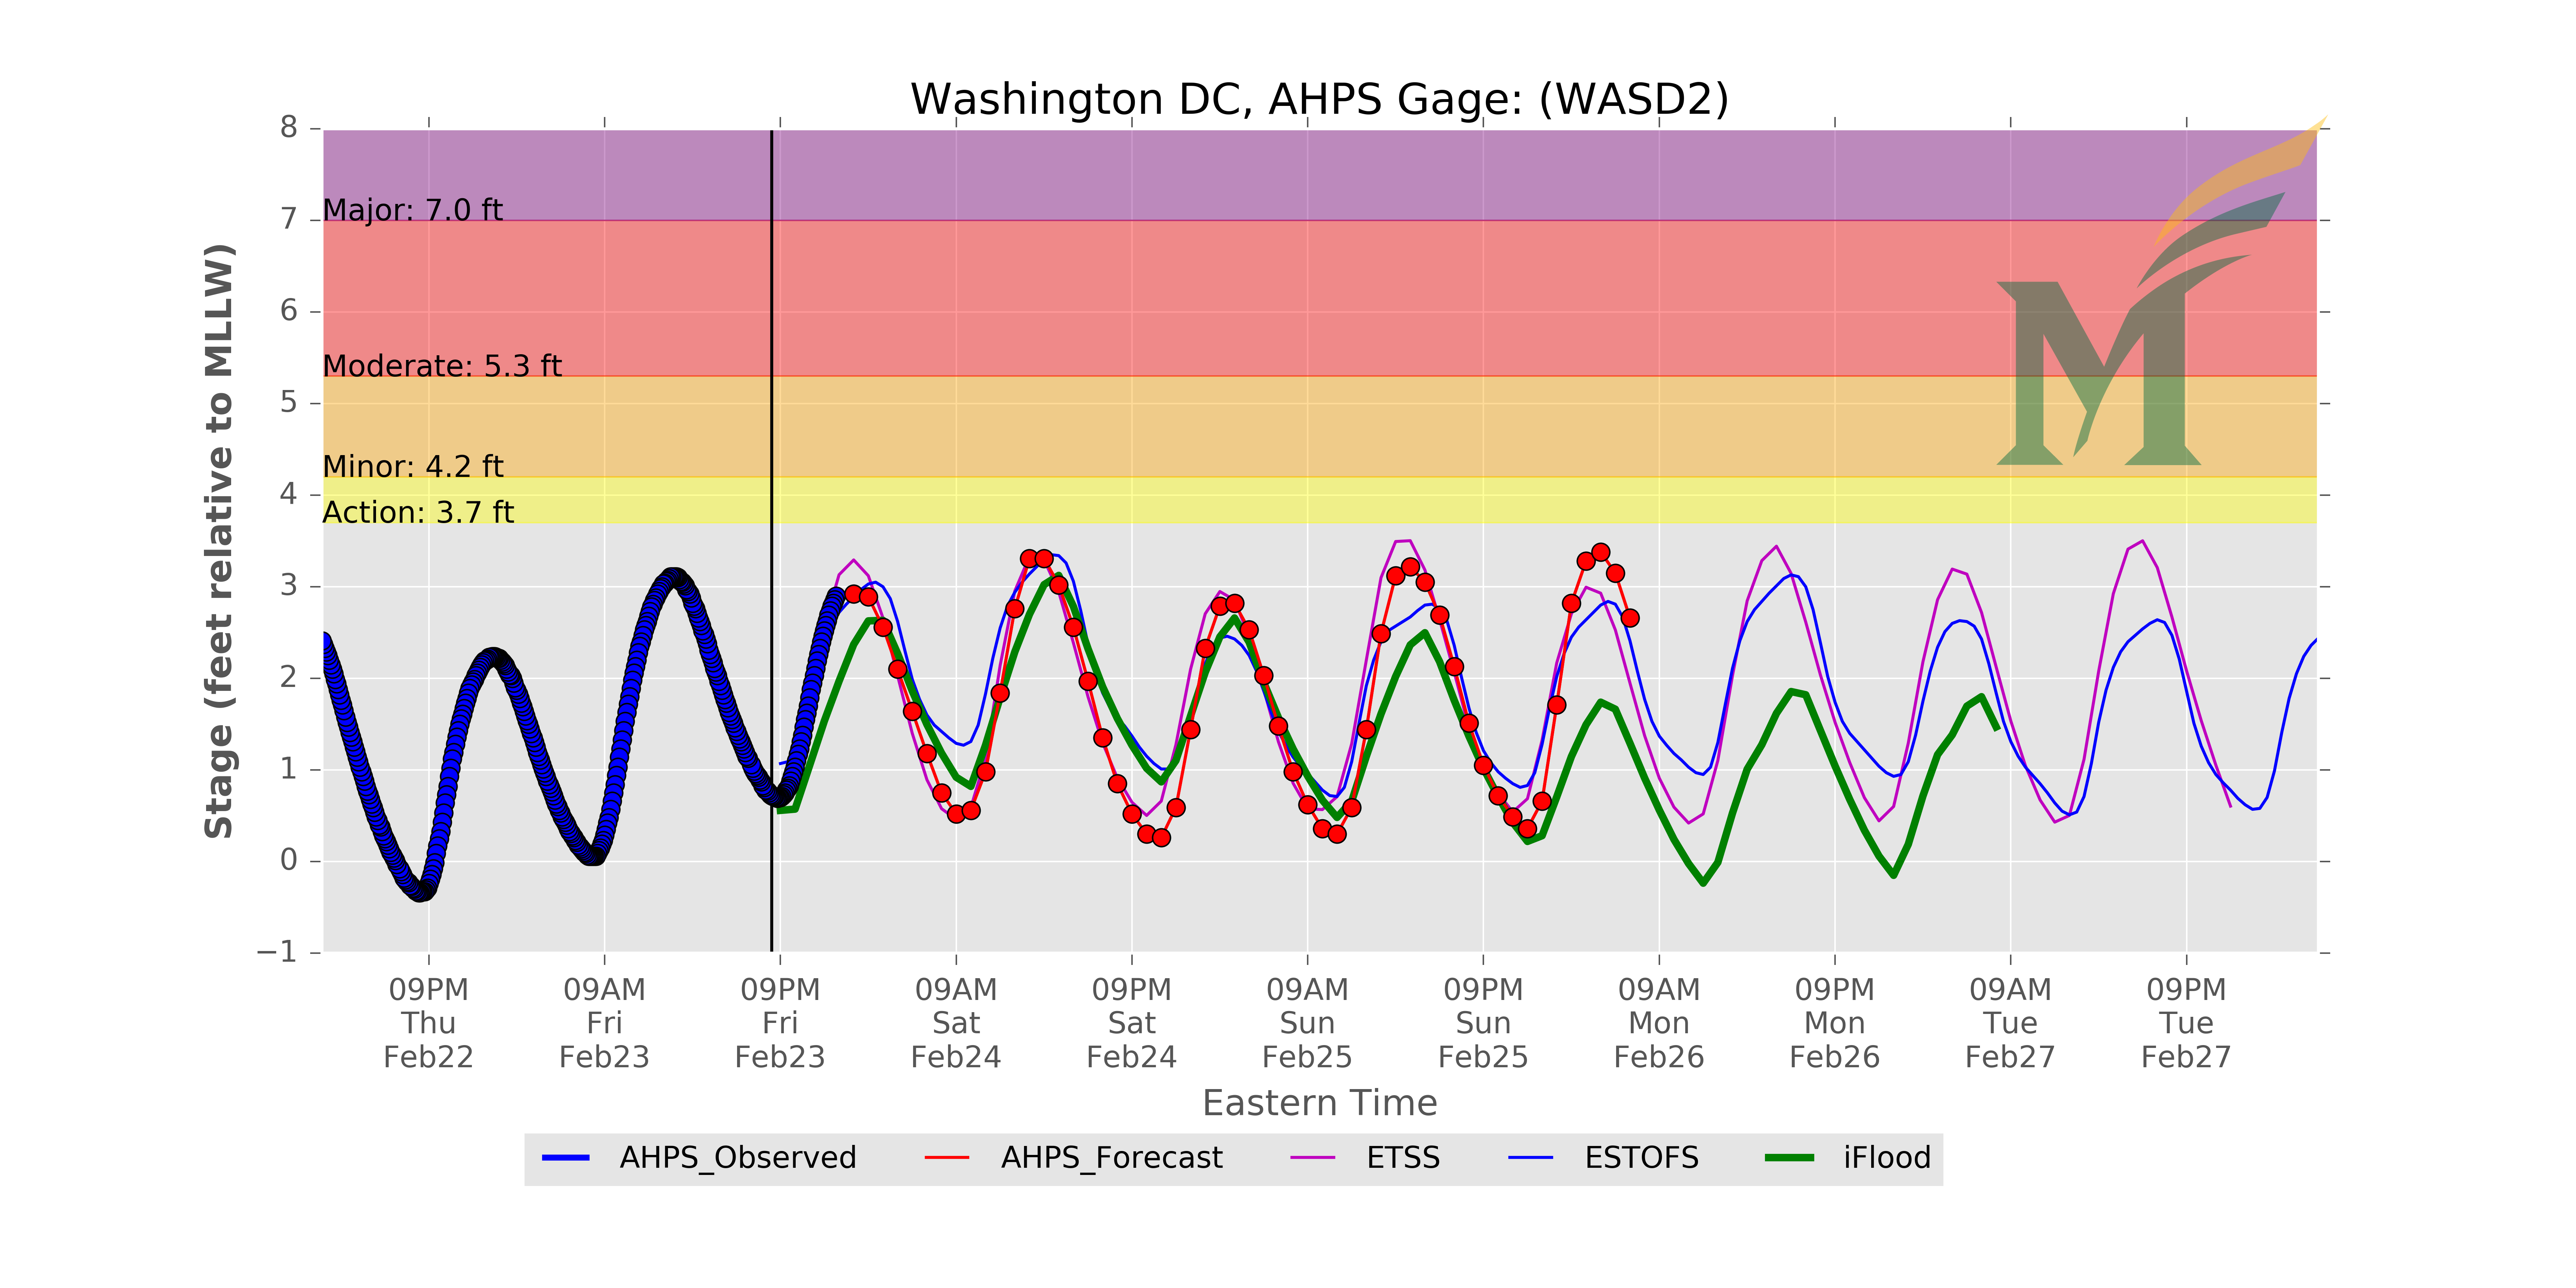 Washington DC, AHPS Gage: (WASD2)
Stage (feet relative to MLLW)
8
7
6
5
4
3
2
1
0
−1
Major: 7.0 ft
Moderate: 5.3 ft
Minor: 4.2 ft
Action: 3.7 ft
09PM
Thu
Feb22
09AM
Fri
Feb23
09PM
Fri
Feb23
09AM
Sat
Feb24
09PM
Sat
Feb24
09AM
Sun
Feb25
09PM
Sun
Feb25
09AM
Mon
Feb26
09PM
Mon
Feb26
09AM
Tue
Feb27
09PM
Tue
Feb27
Eastern Time
AHPS_Observed
AHPS_Forecast
ETSS
ESTOFS
iFlood
M